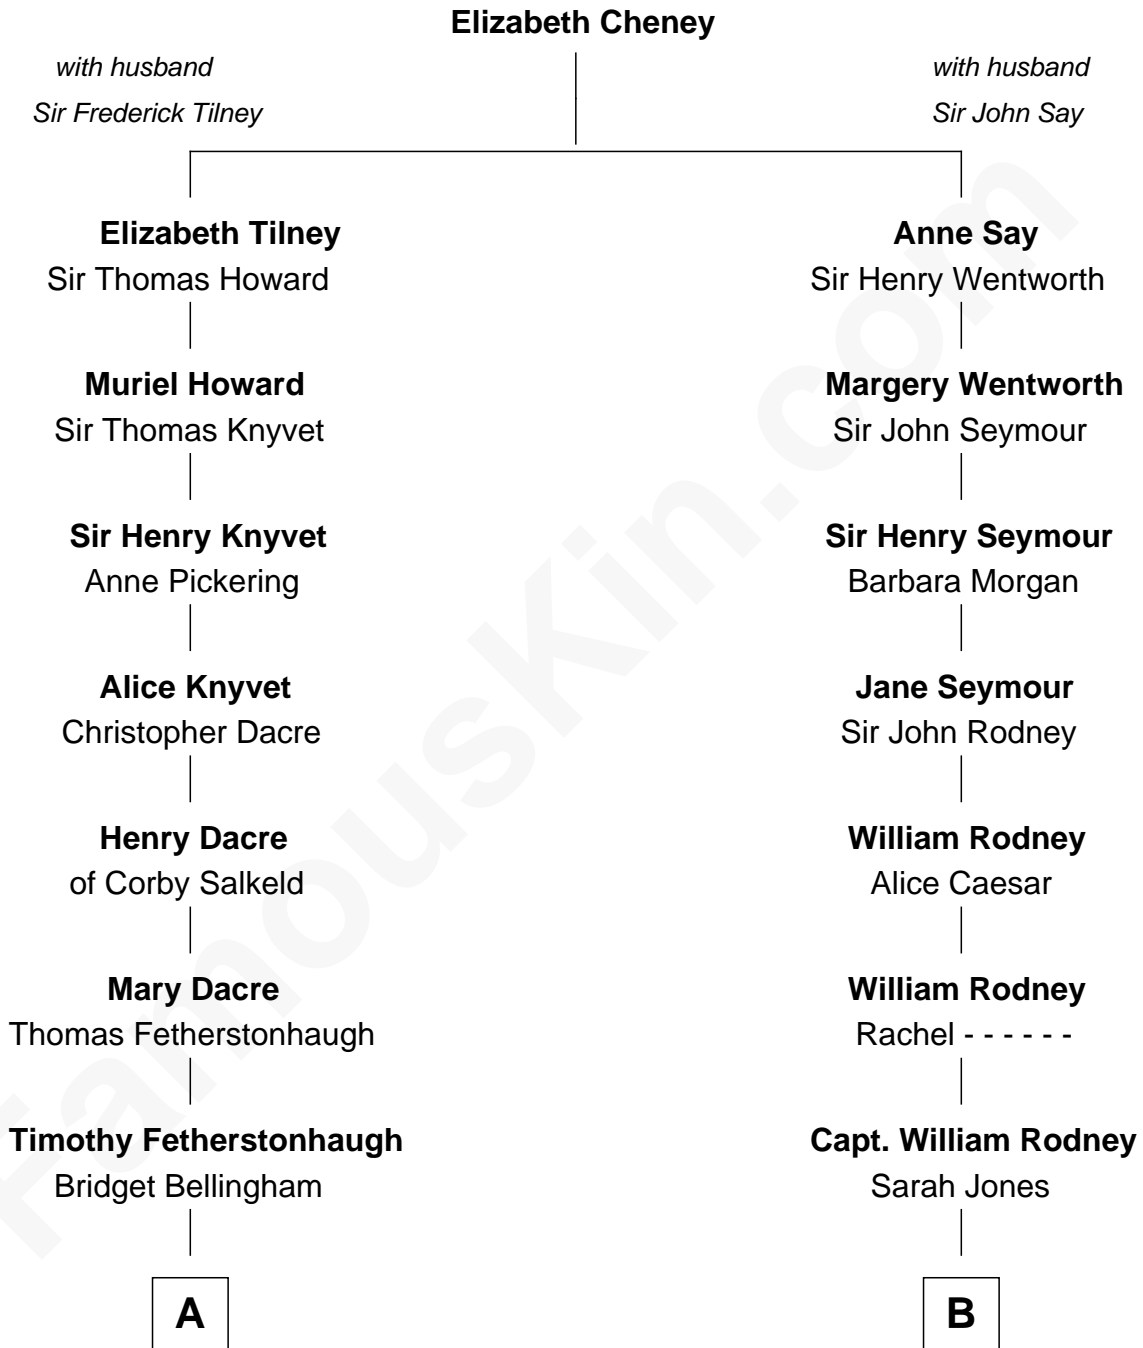 Elizabeth Cheney
with husband
Sir Frederick Tilney
with husband
Sir John Say
Elizabeth Tilney
Sir Thomas Howard
Anne Say
Sir Henry Wentworth
Muriel Howard
Sir Thomas Knyvet
Margery Wentworth
Sir John Seymour
Sir Henry Knyvet
Anne Pickering
Sir Henry Seymour
Barbara Morgan
Alice Knyvet
Christopher Dacre
Jane Seymour
Sir John Rodney
Henry Dacre
of Corby Salkeld
William Rodney
Alice Caesar
Mary Dacre
Thomas Fetherstonhaugh
William Rodney
Rachel - - - - - -
Timothy Fetherstonhaugh
Bridget Bellingham
Capt. William Rodney
Sarah Jones
A
B
FamousKin.com